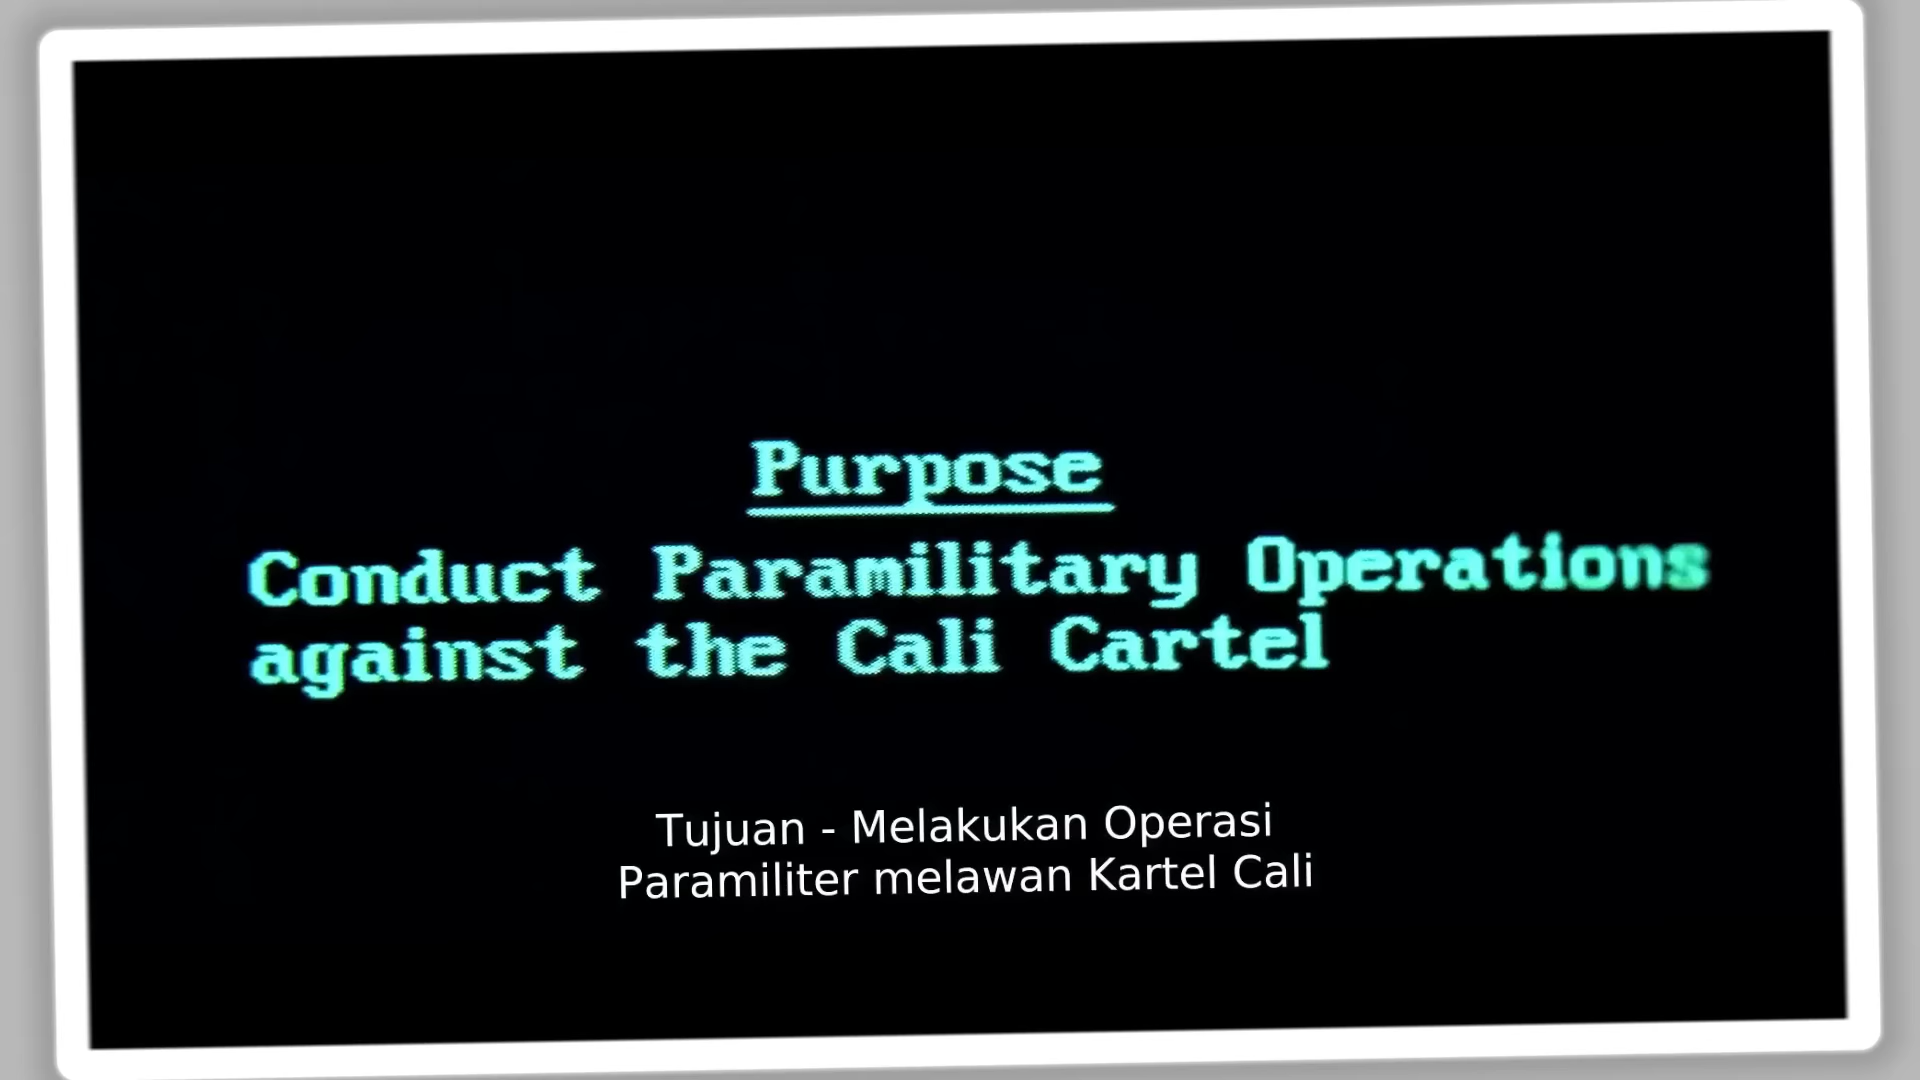 Purpose
Conduct Paramilitary Operations
against the Cali Cartel
Tujuan - Melakukan Operasi
Paramiliter melawan Kartel Cali